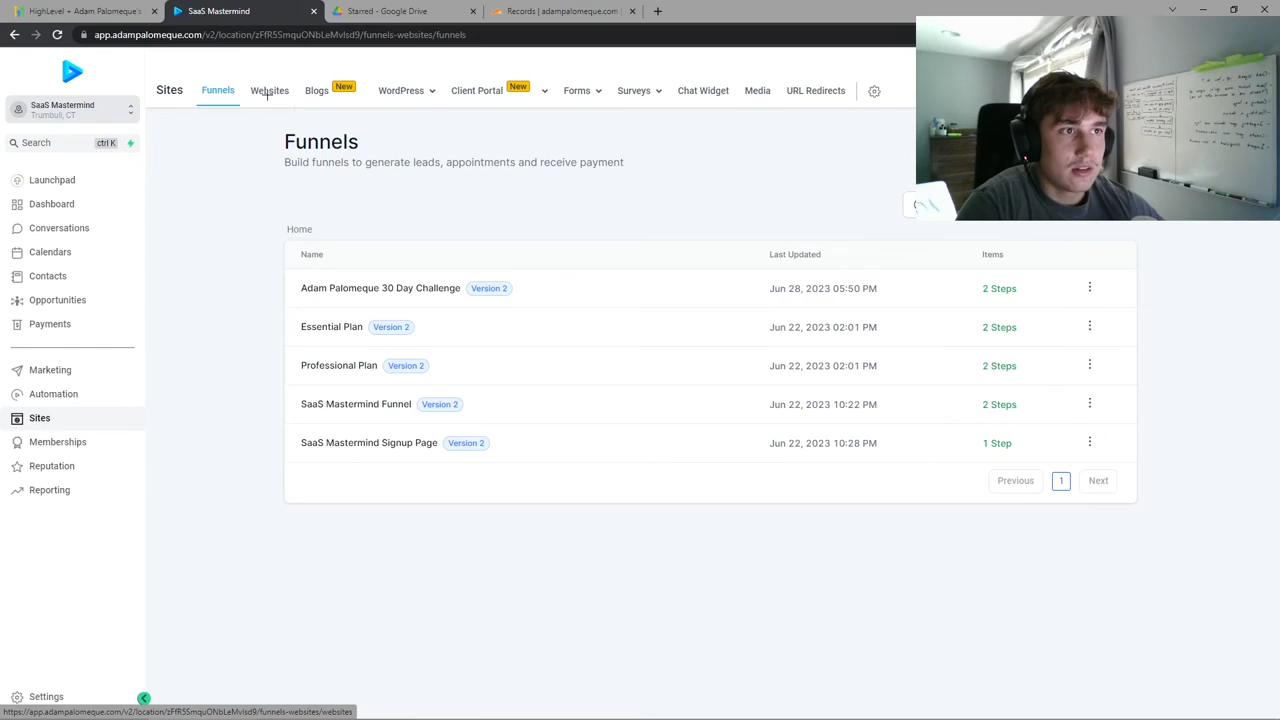 HighLevel + Adam Palomeque's
SaaS Mastermind
Starred - Google Drive
Records | adampalomeque.com |
app.adampalomeque.com/v2/location/zFfR5SmquONbLeMvlsd9/funnels-websites/funnels
SaaS Mastermind
Trumbull, CT
Search
ctrl K
Launchpad
Dashboard
Conversations
Calendars
Contacts
Opportunities
Payments
Marketing
Automation
Sites
Memberships
Reputation
Reporting
Settings
Sites
Funnels
Websites
Blogs
New
WordPress
Client Portal
New
Forms
Surveys
Chat Widget
Media
URL Redirects
Funnels
Build funnels to generate leads, appointments and receive payment
Home
Name Last Updated Items
Adam Palomeque 30 Day Challenge Version 2 Jun 28, 2023 05:50 PM 2 Steps
Essential Plan Version 2 Jun 22, 2023 02:01 PM 2 Steps
Professional Plan Version 2 Jun 22, 2023 02:01 PM 2 Steps
SaaS Mastermind Funnel Version 2 Jun 22, 2023 10:22 PM 2 Steps
SaaS Mastermind Signup Page Version 2 Jun 22, 2023 10:28 PM 1 Step
Previous 1 Next
https://app.adampalomeque.com/v2/location/zFfR5SmquONbLeMvlsd9/funnels-websites/websites